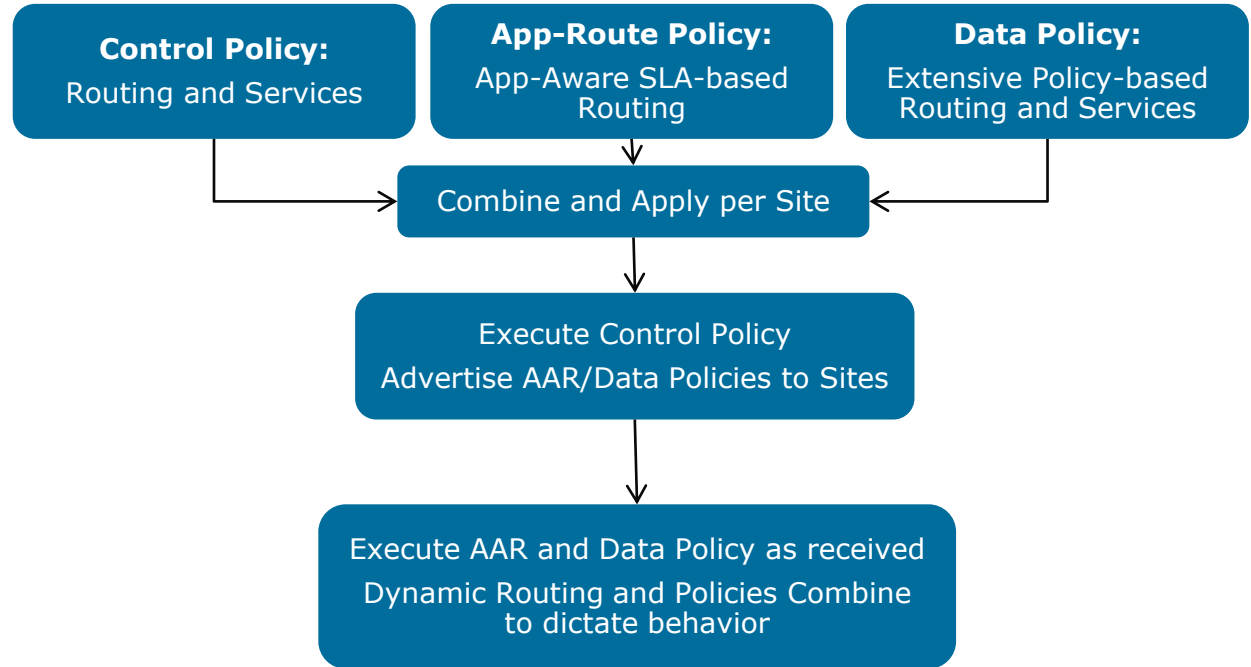 Control Policy:
Routing and Services
App-Route Policy:
App-Aware SLA-based
Routing
Data Policy:
Extensive Policy-based
Routing and Services
Combine and Apply per Site
Execute Control Policy
Advertise AAR/Data Policies to Sites
Execute AAR and Data Policy as received
Dynamic Routing and Policies Combine
to dictate behavior